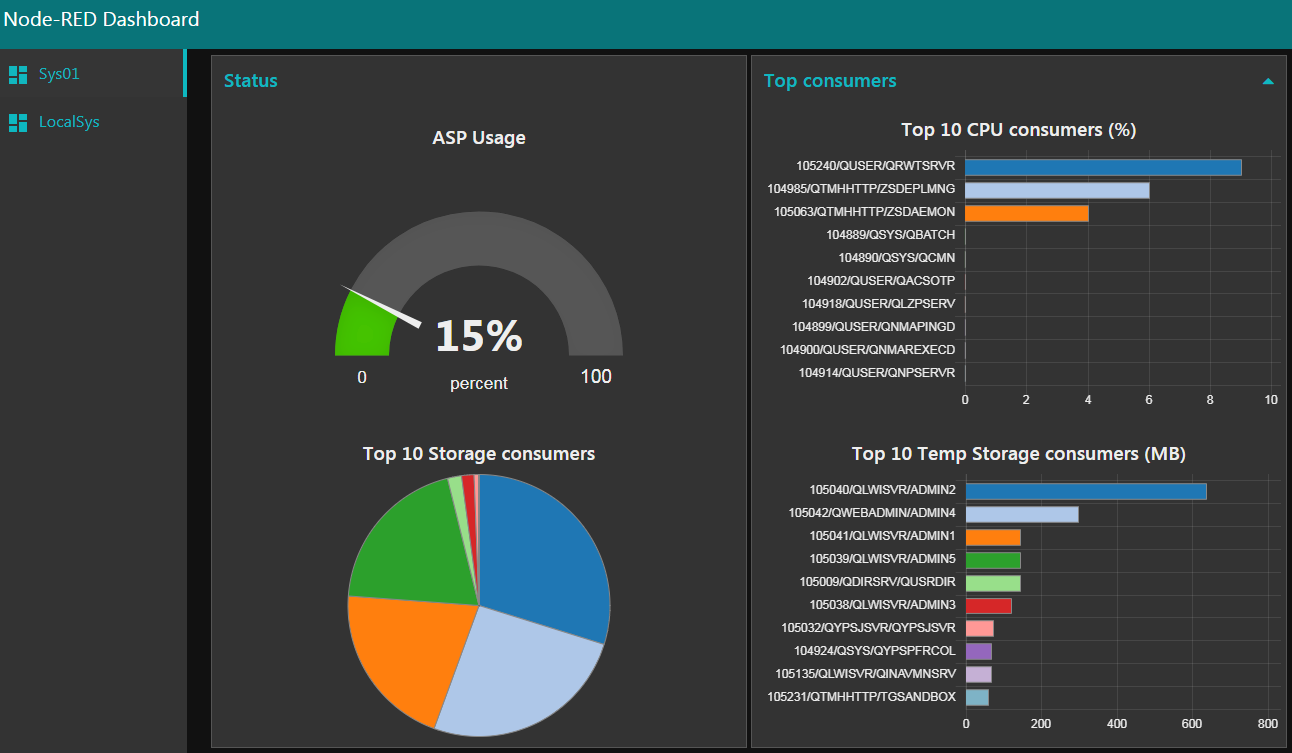 Node-RED Dashboard
Sys01
LocalSys
Status
ASP Usage
15%
0
percent
100
Top 10 Storage consumers
Top consumers
Top 10 CPU consumers (%)
105240/QUSER/QRWTSRVR
104985/QTMHHTTP/ZSDEPLMNG
105063/QTMHHTTP/ZSDAEMON
104889/QSYS/QBATCH
104890/QSYS/QCMN
104902/QUSER/QACSOTP
104918/QUSER/QLZPSERV
104899/QUSER/QNMAPINGD
104900/QUSER/QNMAREXECD
104914/QUSER/QNPSERVR
0 2 4 6 8 10
Top 10 Temp Storage consumers (MB)
105040/QLWISVR/ADMIN2
105042/QWEBADMIN/ADMIN4
105041/QLWISVR/ADMIN1
105039/QLWISVR/ADMIN5
105009/QDIRSRV/QUSRDIR
105038/QLWISVR/ADMIN3
105032/QYPSJSVR/QYPSJSVR
104924/QSYS/QYPSPFRCOL
105135/QLWISVR/QINAVMNSRV
105231/QTMHHTTP/TGSANDBOX
0 200 400 600 800